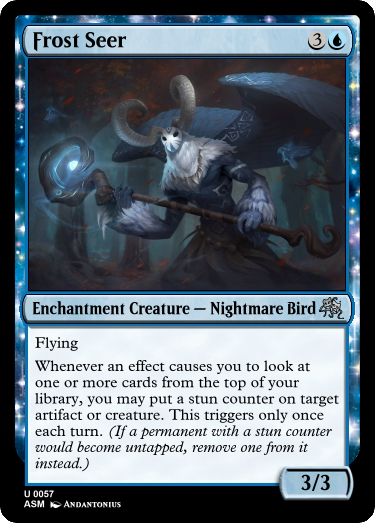 Frost Seer 3
Enchantment Creature — Nightmare Bird
Flying
Whenever an effect causes you to look at
one or more cards from the top of your
library, you may put a stun counter on target
artifact or creature. This triggers only once
each turn. (If a permanent with a stun counter
would become untapped, remove one from it
instead.)
3/3
U 0057
ASM Andantonius